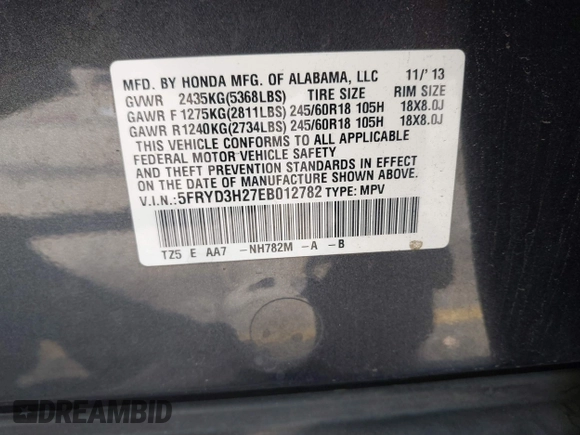 MFD. BY HONDA MFG. OF ALABAMA, LLC 11/'13
GVWR 2435KG(5368LBS) TIRE SIZE RIM SIZE
GAWR F 1275KG(2811LBS) 245/60R18 105H 18X8.0J
GAWR R 1240KG(2734LBS) 245/60R18 105H 18X8.0J
THIS VEHICLE CONFORMS TO ALL APPLICABLE
FEDERAL MOTOR VEHICLE SAFETY
AND THEFT PREVENTION STANDARDS IN EFFECT
ON THE DATE OF MANUFACTURE SHOWN ABOVE.
V.I.N.:5FRYD3H27EB012782 TYPE: MPV
TZ5 E AA7 -NH782M -A -B
DREAMBID